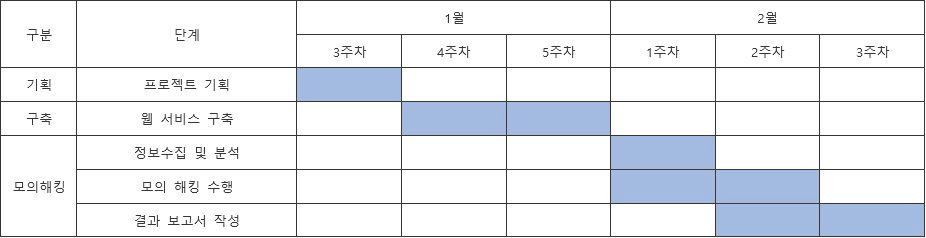 구분 단계 1월 2월
3주차 4주차 5주차 1주차 2주차 3주차
기획 프로젝트 기획
구축 웹 서비스 구축
정보수집 및 분석
모의해킹 모의 해킹 수행
결과 보고서 작성